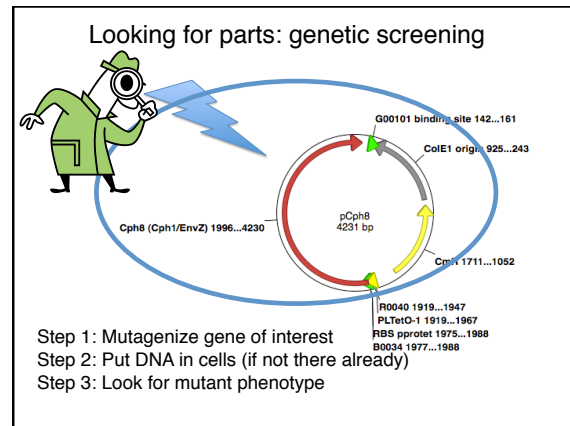 Looking for parts: genetic screening
G00101 binding site 142...161
ColE1 origin 925...243
pCph8
4231 bp
Cph8 (Cph1/EnvZ) 1996...4230
CmR 1711...1052
R0040 1919...1947
PLTetO-1 1919...1967
RBS pprotet 1975...1988
B0034 1977...1988
Step 1: Mutagenize gene of interest
Step 2: Put DNA in cells (if not there already)
Step 3: Look for mutant phenotype